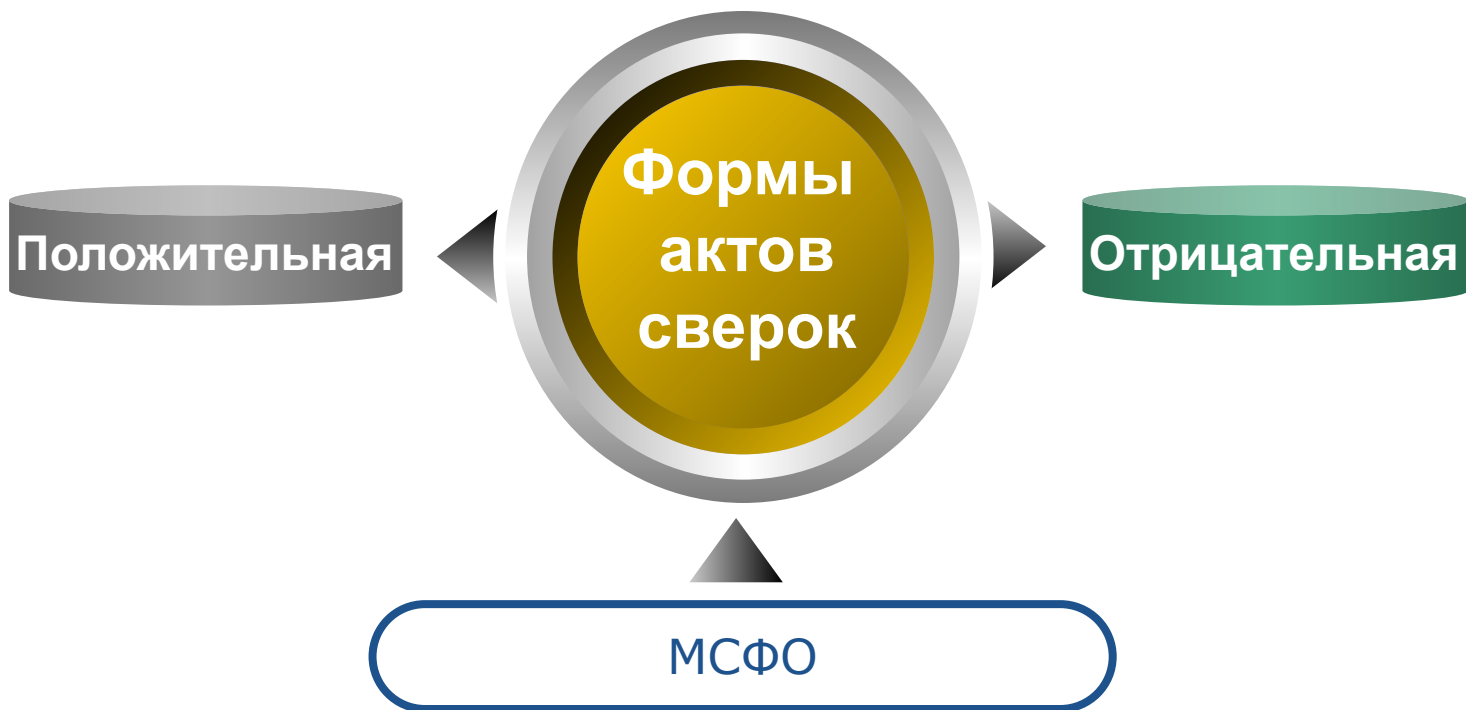 Формы
актов
сверок
Положительная
Отрицательная
МСФО